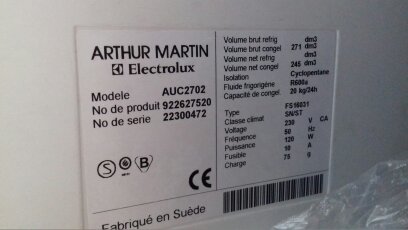 ARTHUR MARTIN
Electrolux
Modele AUC2702
No de produit 922627520
No de serie 22300472
S
B
CE
Fabriqué en Suède
Volume brut refrig dm3
Volume brut congel 271 dm3
Volume net refrig dm3
Volume net congel 245 dm3
Isolation Cyclopentane
Fluide frigorigène R600a
Capacité de congel. 20 kg/24h
Type FS16031
Classe climat SN/ST
Voltage 230 V CA
Fréquence 50 Hz
Puissance 120 W
Fusible 10 A
Charge 75 g